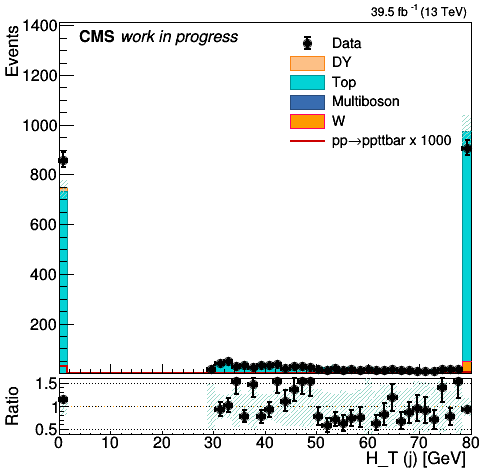 39.5 fb⁻¹ (13 TeV)
CMS work in progress
Events
1400
1200
1000
800
600
400
200
Data
DY
Top
Multiboson
W
pp→ppttbar x 1000
Ratio
1.5
1
0.5
0 10 20 30 40 50 60 70 80
H_T (j) [GeV]